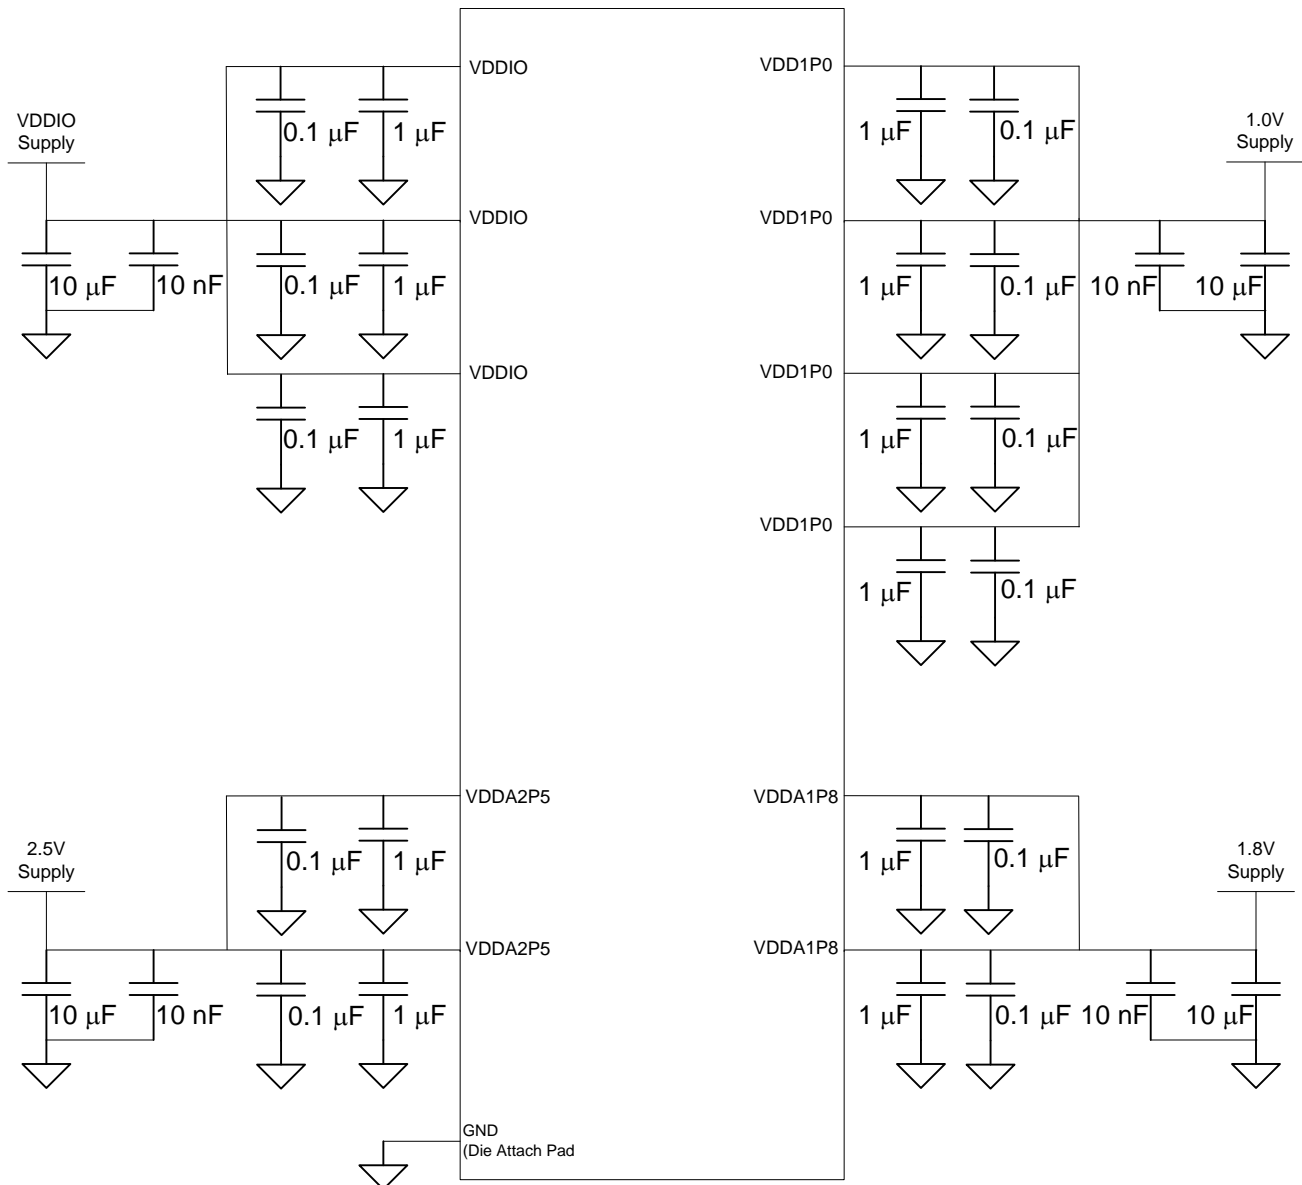 VDDIO
VDD1P0
0.1 μF
1 μF
1 μF
0.1 μF
VDDIO
Supply
1.0V
Supply
VDDIO
VDD1P0
10 μF
10 nF
0.1 μF
1 μF
1 μF
0.1 μF
10 nF
10 μF
VDDIO
VDD1P0
0.1 μF
1 μF
1 μF
0.1 μF
VDD1P0
1 μF
0.1 μF
VDDA2P5
VDDA1P8
0.1 μF
1 μF
1 μF
0.1 μF
2.5V
Supply
1.8V
Supply
VDDA2P5
VDDA1P8
10 μF
10 nF
0.1 μF
1 μF
1 μF
0.1 μF
10 nF
10 μF
GND
(Die Attach Pad